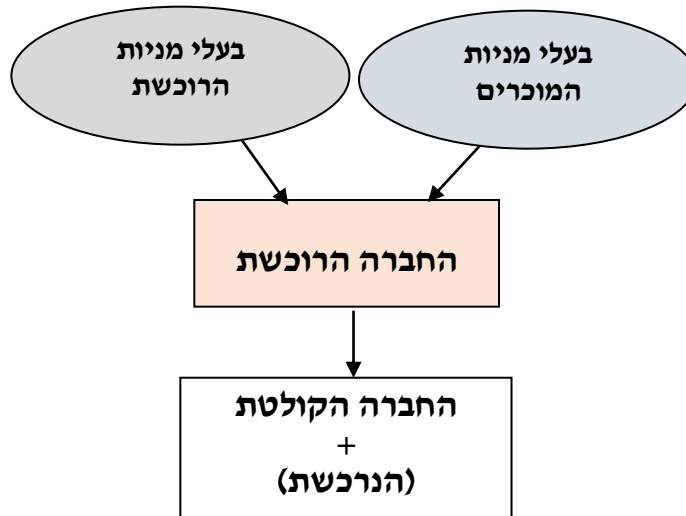 בעלי מניות
המוכרים
בעלי מניות
הרוכשת
החברה הרוכשת
החברה הקולטת
+
(הנרכשת)